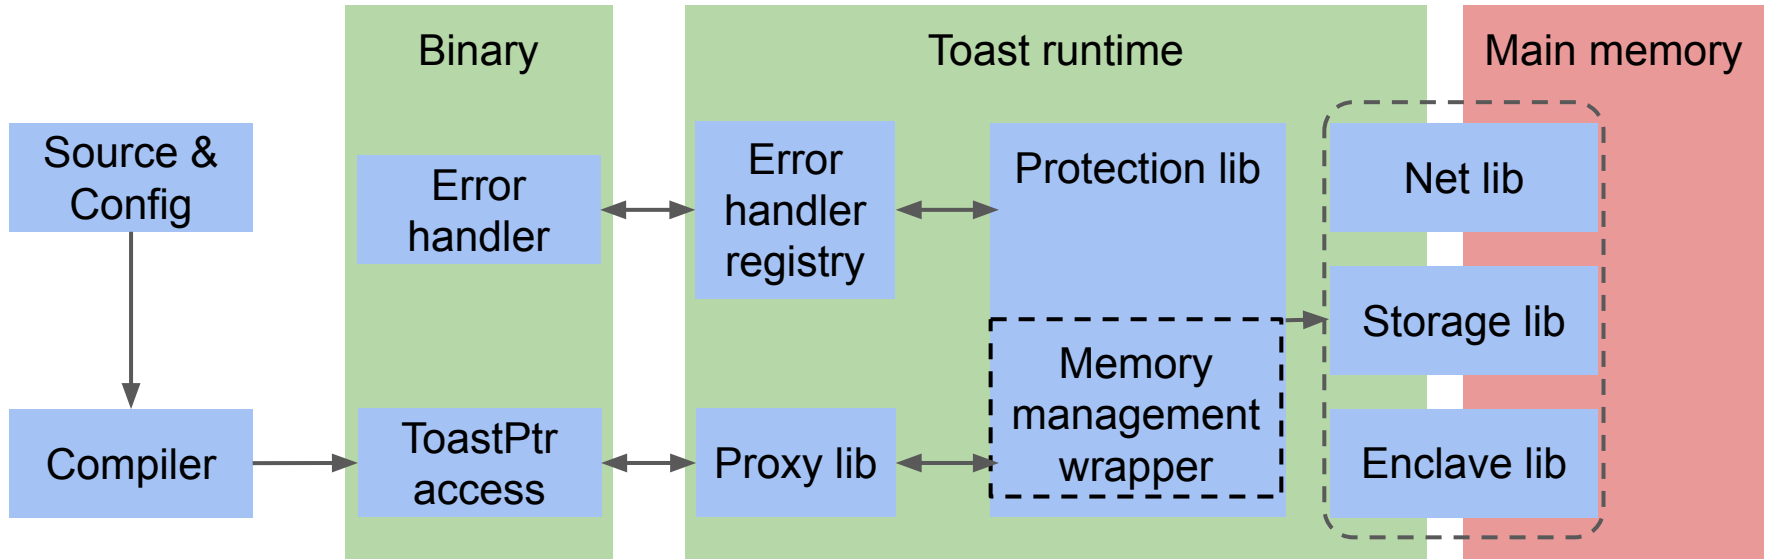 Binary
Toast runtime
Main memory
Source &
Config
Error
handler
Error
handler
registry
Protection lib
Net lib
Storage lib
Memory
management
wrapper
Compiler
ToastPtr
access
Proxy lib
Enclave lib